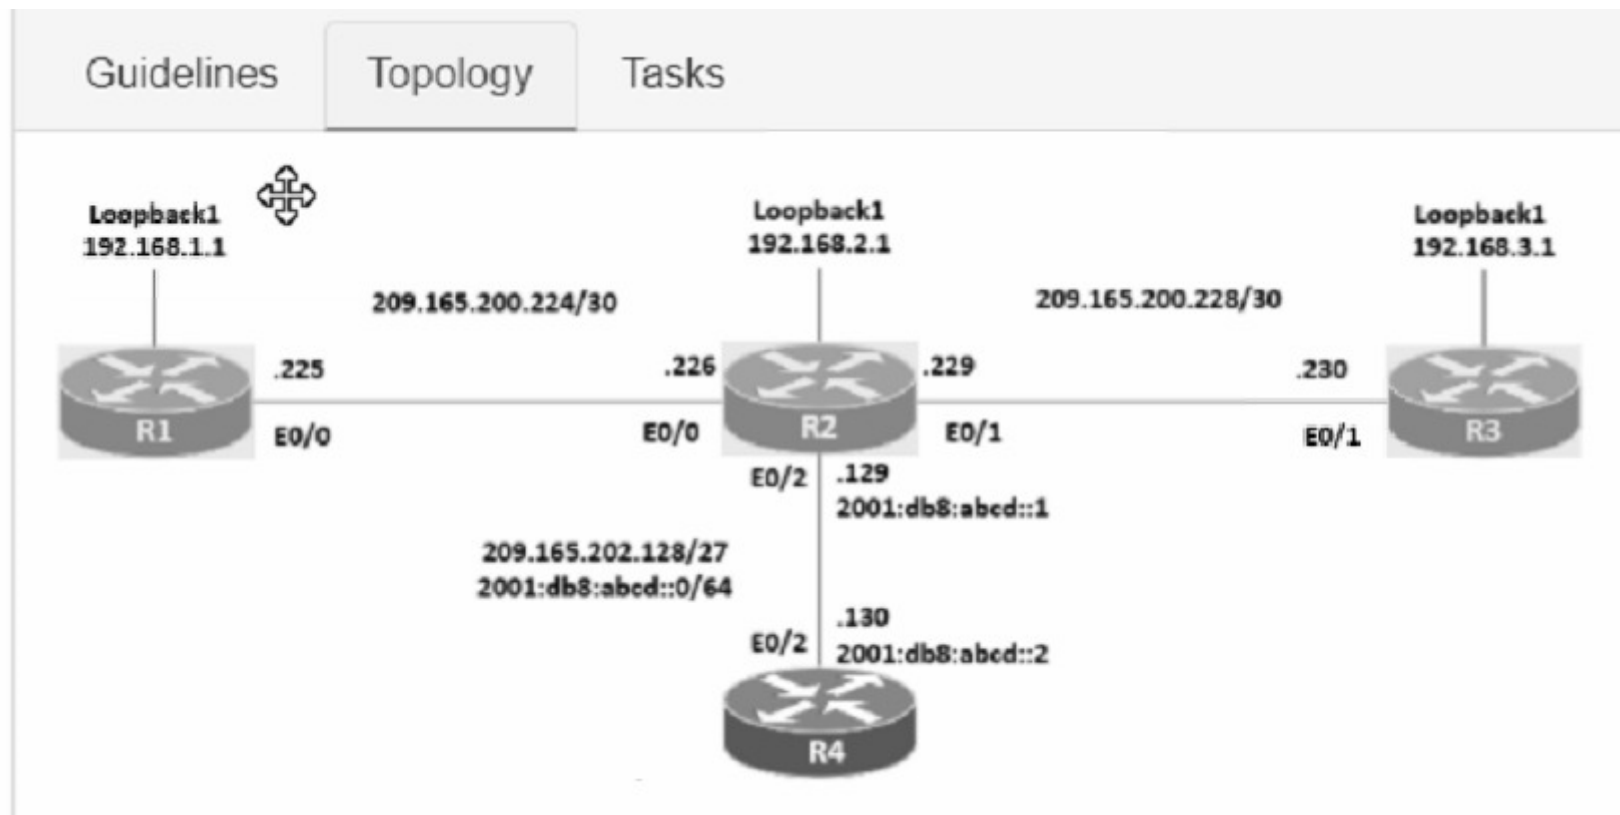 Guidelines
Topology
Tasks
Loopback1
192.168.1.1
Loopback1
192.168.2.1
Loopback1
192.168.3.1
209.165.200.224/30
209.165.200.228/30
.225
.226
.229
.230
R1
E0/0
E0/0
R2
E0/1
E0/1
R3
E0/2
.129
2001:db8:abcd::1
209.165.202.128/27
2001:db8:abcd::0/64
.130
E0/2
2001:db8:abcd::2
R4